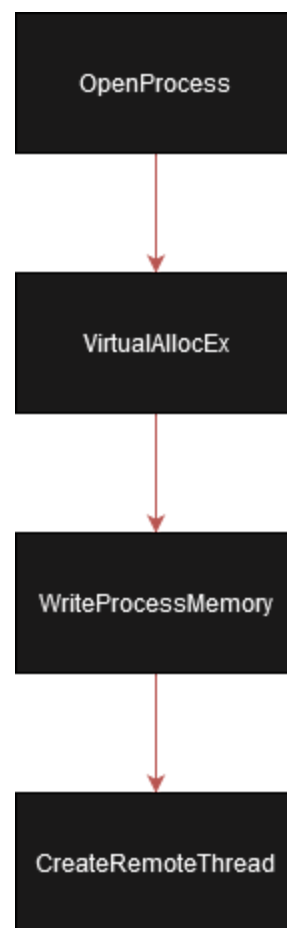 OpenProcess
VirtualAllocEx
WriteProcessMemory
CreateRemoteThread